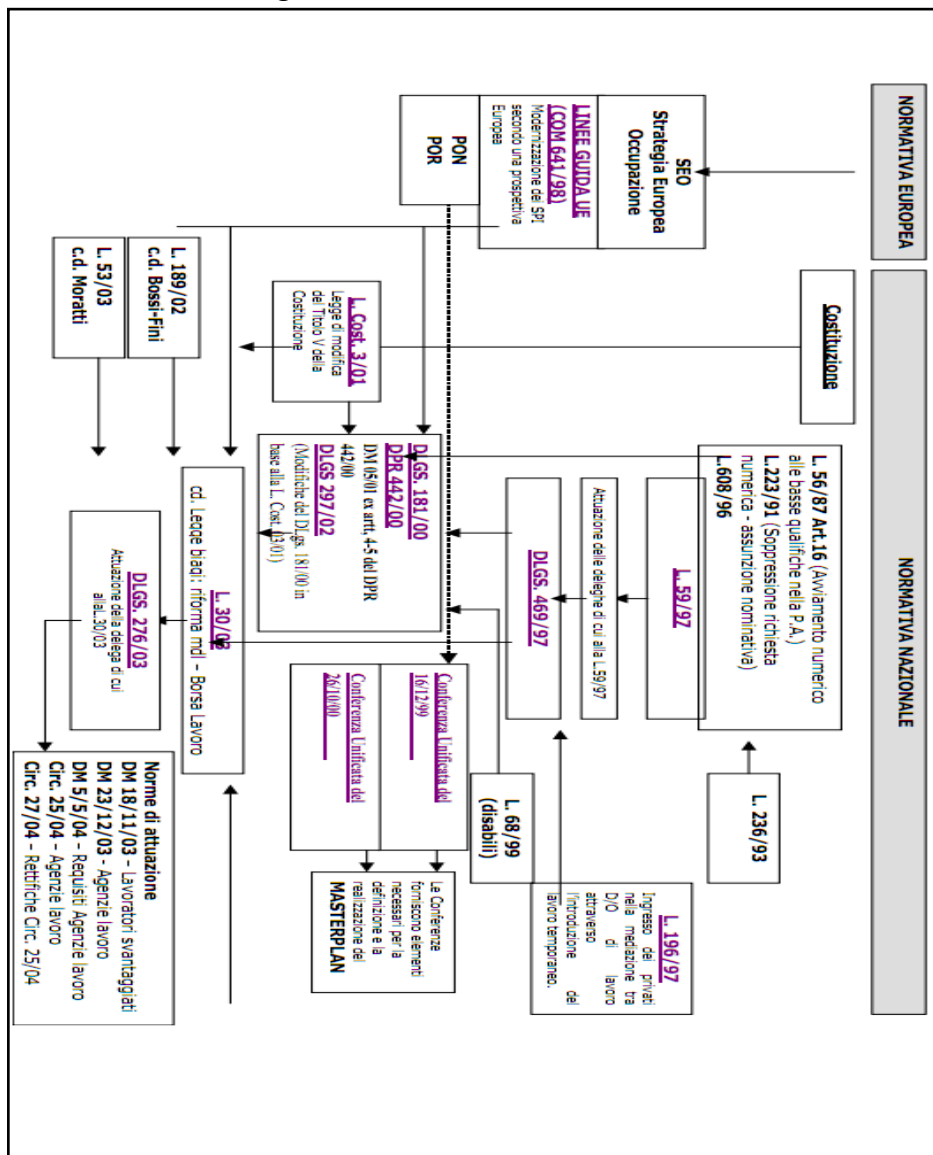 NORMATIVA EUROPEA
NORMATIVA NAZIONALE
SEO
Strategia Europea
Occupazione
LINEE GUIDA UE
(COM 641/98)
Modernizzazione dei SPI
secondo una prospettiva
Europea
PON
POR
Costituzione
L. 56/87 Art.16 (Avviamento numerico
alle basse qualifiche nella P.A.)
L.223/91 (Soppressione richiesta
numerica - assunzione nominativa)
L.608/96
L. 236/93
L. 59/97
Attuazione delle deleghe di cui alla L.59/97
DLGS. 469/97
L. 196/97
Ingresso dei privati
nella mediazione tra
D/O di lavoro
attraverso
l'introduzione del
lavoro temporaneo.
L. 68/99
(disabili)
L. Cost. 3/01
Legge di modifica
del Titolo V della
Costituzione
DLGS. 181/00
DPR 442/00
DM 05/01 ex artt, 4-5 del DPR
442/00
DLGS 297/02
(Modifiche del DLgs. 181/00 in
base alla L. Cost. 03/01)
Conferenza Unificata del
16/12/99
Conferenza Unificata del
26/10/00
Le Conferenze
forniscono elementi
necessari per la
definizione e la
realizzazione del
MASTERPLAN
L. 189/02
c.d. Bossi-Fini
L. 53/03
c.d. Moratti
L. 30/03
cd. Legge biagi: riforma mdl – Borsa Lavoro
DLGS. 276/03
Attuazione della delega di cui
allaL.30/03
Norme di attuazione
DM 18/11/03 – Lavoratori svantaggiati
DM 23/12/03 - Agenzie lavoro
DM 5/5/04 – Requisiti Agenzie lavoro
Circ. 25/04 – Agenzie lavoro
Circ. 27/04 – Rettifiche Circ. 25/04